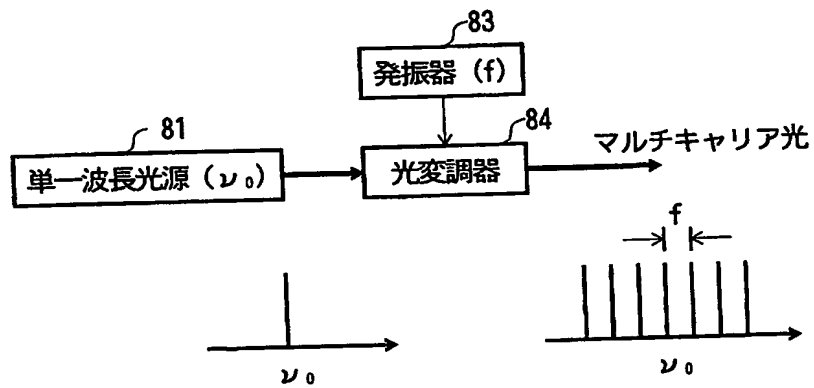 83
発振器（f）
81
84
単一波長光源（ν₀）
光変調器
マルチキャリア光
f
ν₀
ν₀